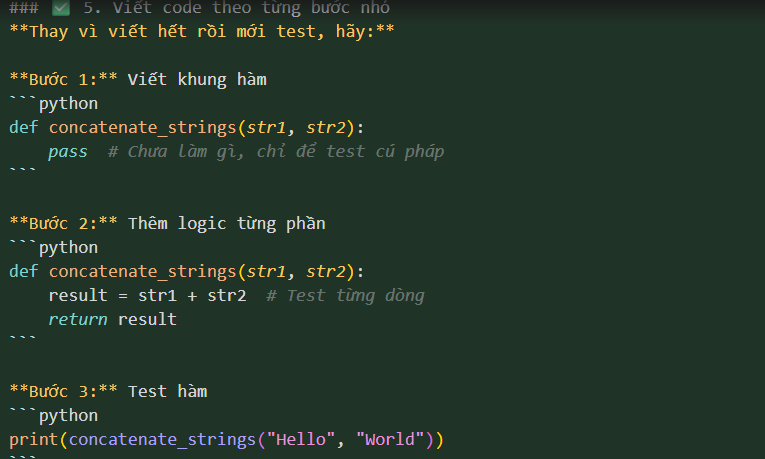 ### ✅ 5. Viết code theo từng bước nhỏ
**Thay vì viết hết rồi mới test, hãy:**
**Bước 1:** Viết khung hàm
```python
def concatenate_strings(str1, str2):
    pass  # Chưa làm gì, chỉ để test cú pháp
```
**Bước 2:** Thêm logic từng phần
```python
def concatenate_strings(str1, str2):
    result = str1 + str2  # Test từng dòng
    return result
```
**Bước 3:** Test hàm
```python
print(concatenate_strings("Hello", "World"))
```